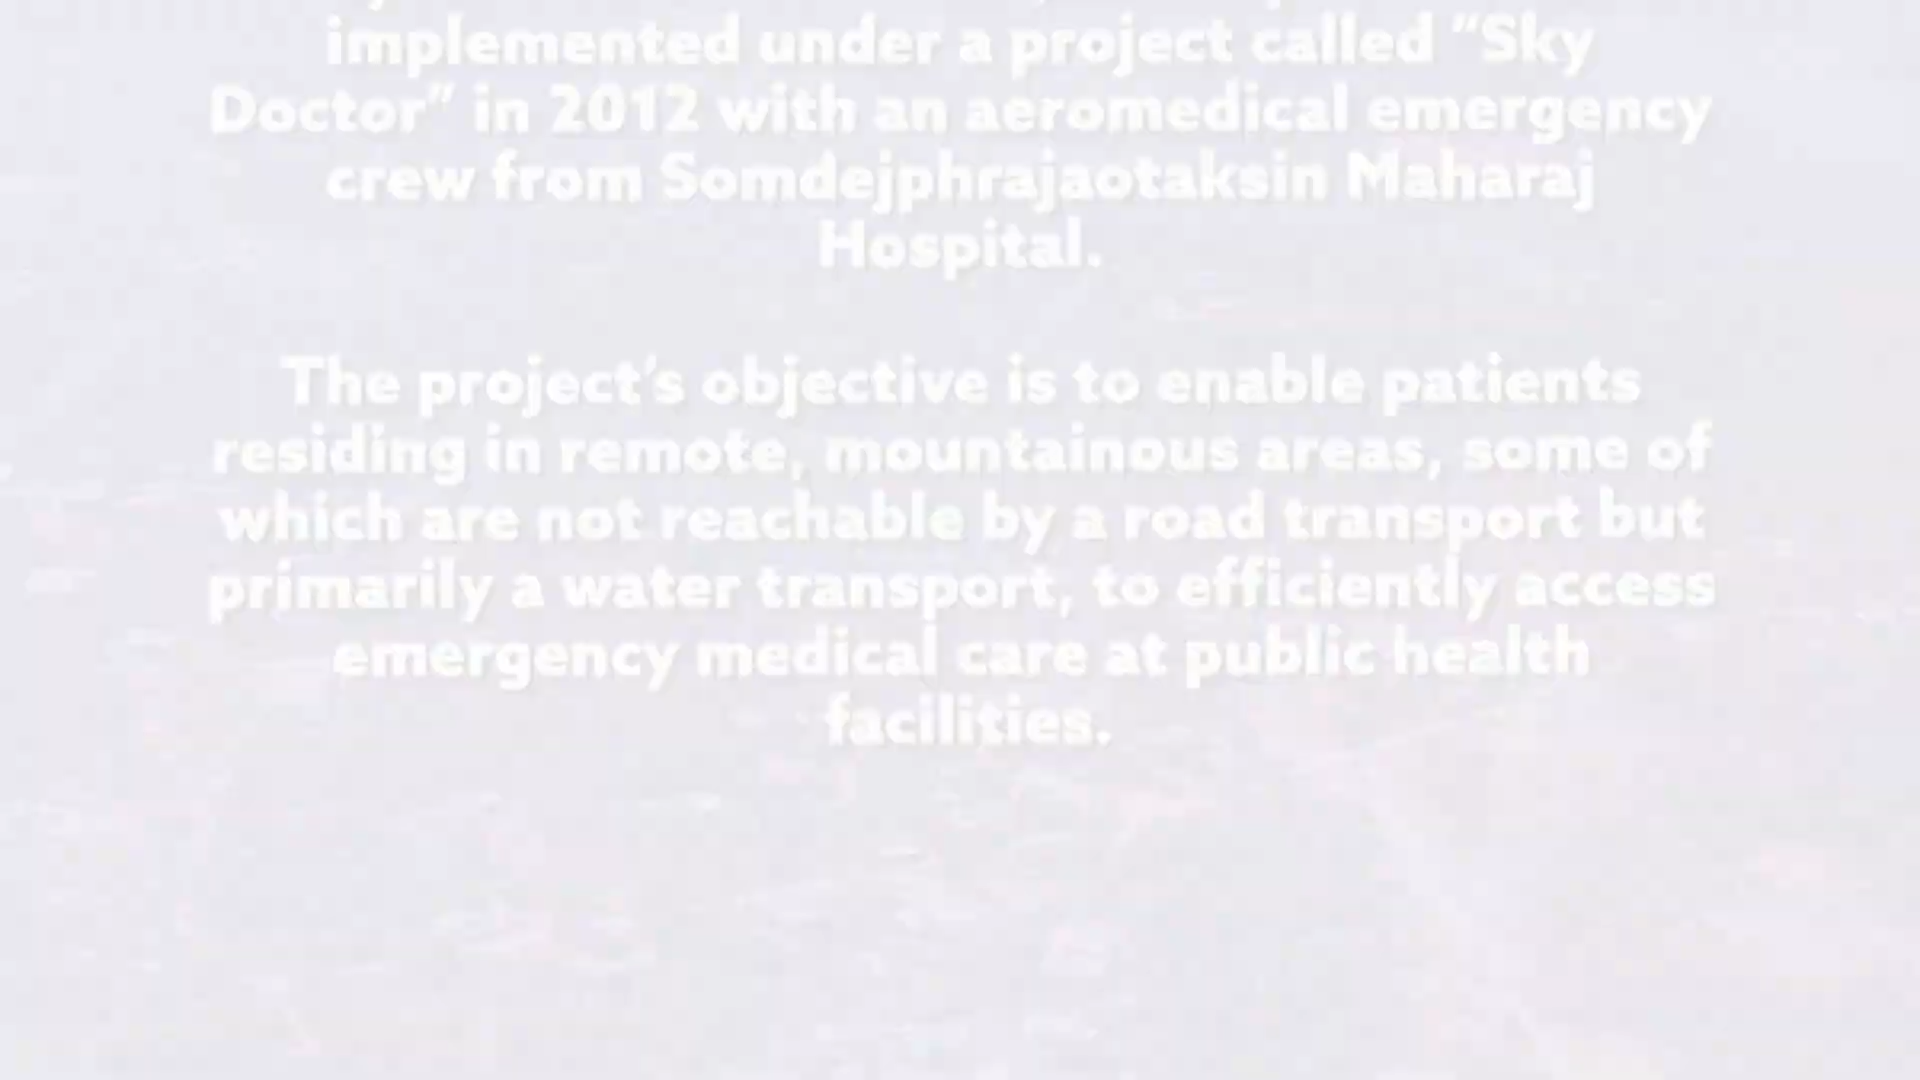 implemented under a project called “Sky
Doctor” in 2012 with an aeromedical emergency
crew from Somdejphrajaotaksin Maharaj
Hospital.
The project’s objective is to enable patients
residing in remote, mountainous areas, some of
which are not reachable by a road transport but
primarily a water transport, to efficiently access
emergency medical care at public health
facilities.